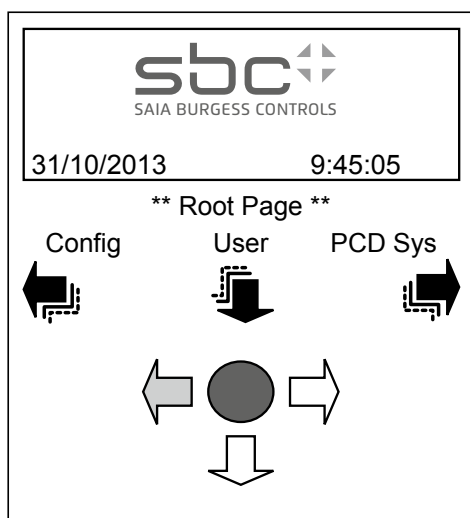 sbc
SAIA BURGESS CONTROLS
31/10/2013 9:45:05
** Root Page **
Config User PCD Sys